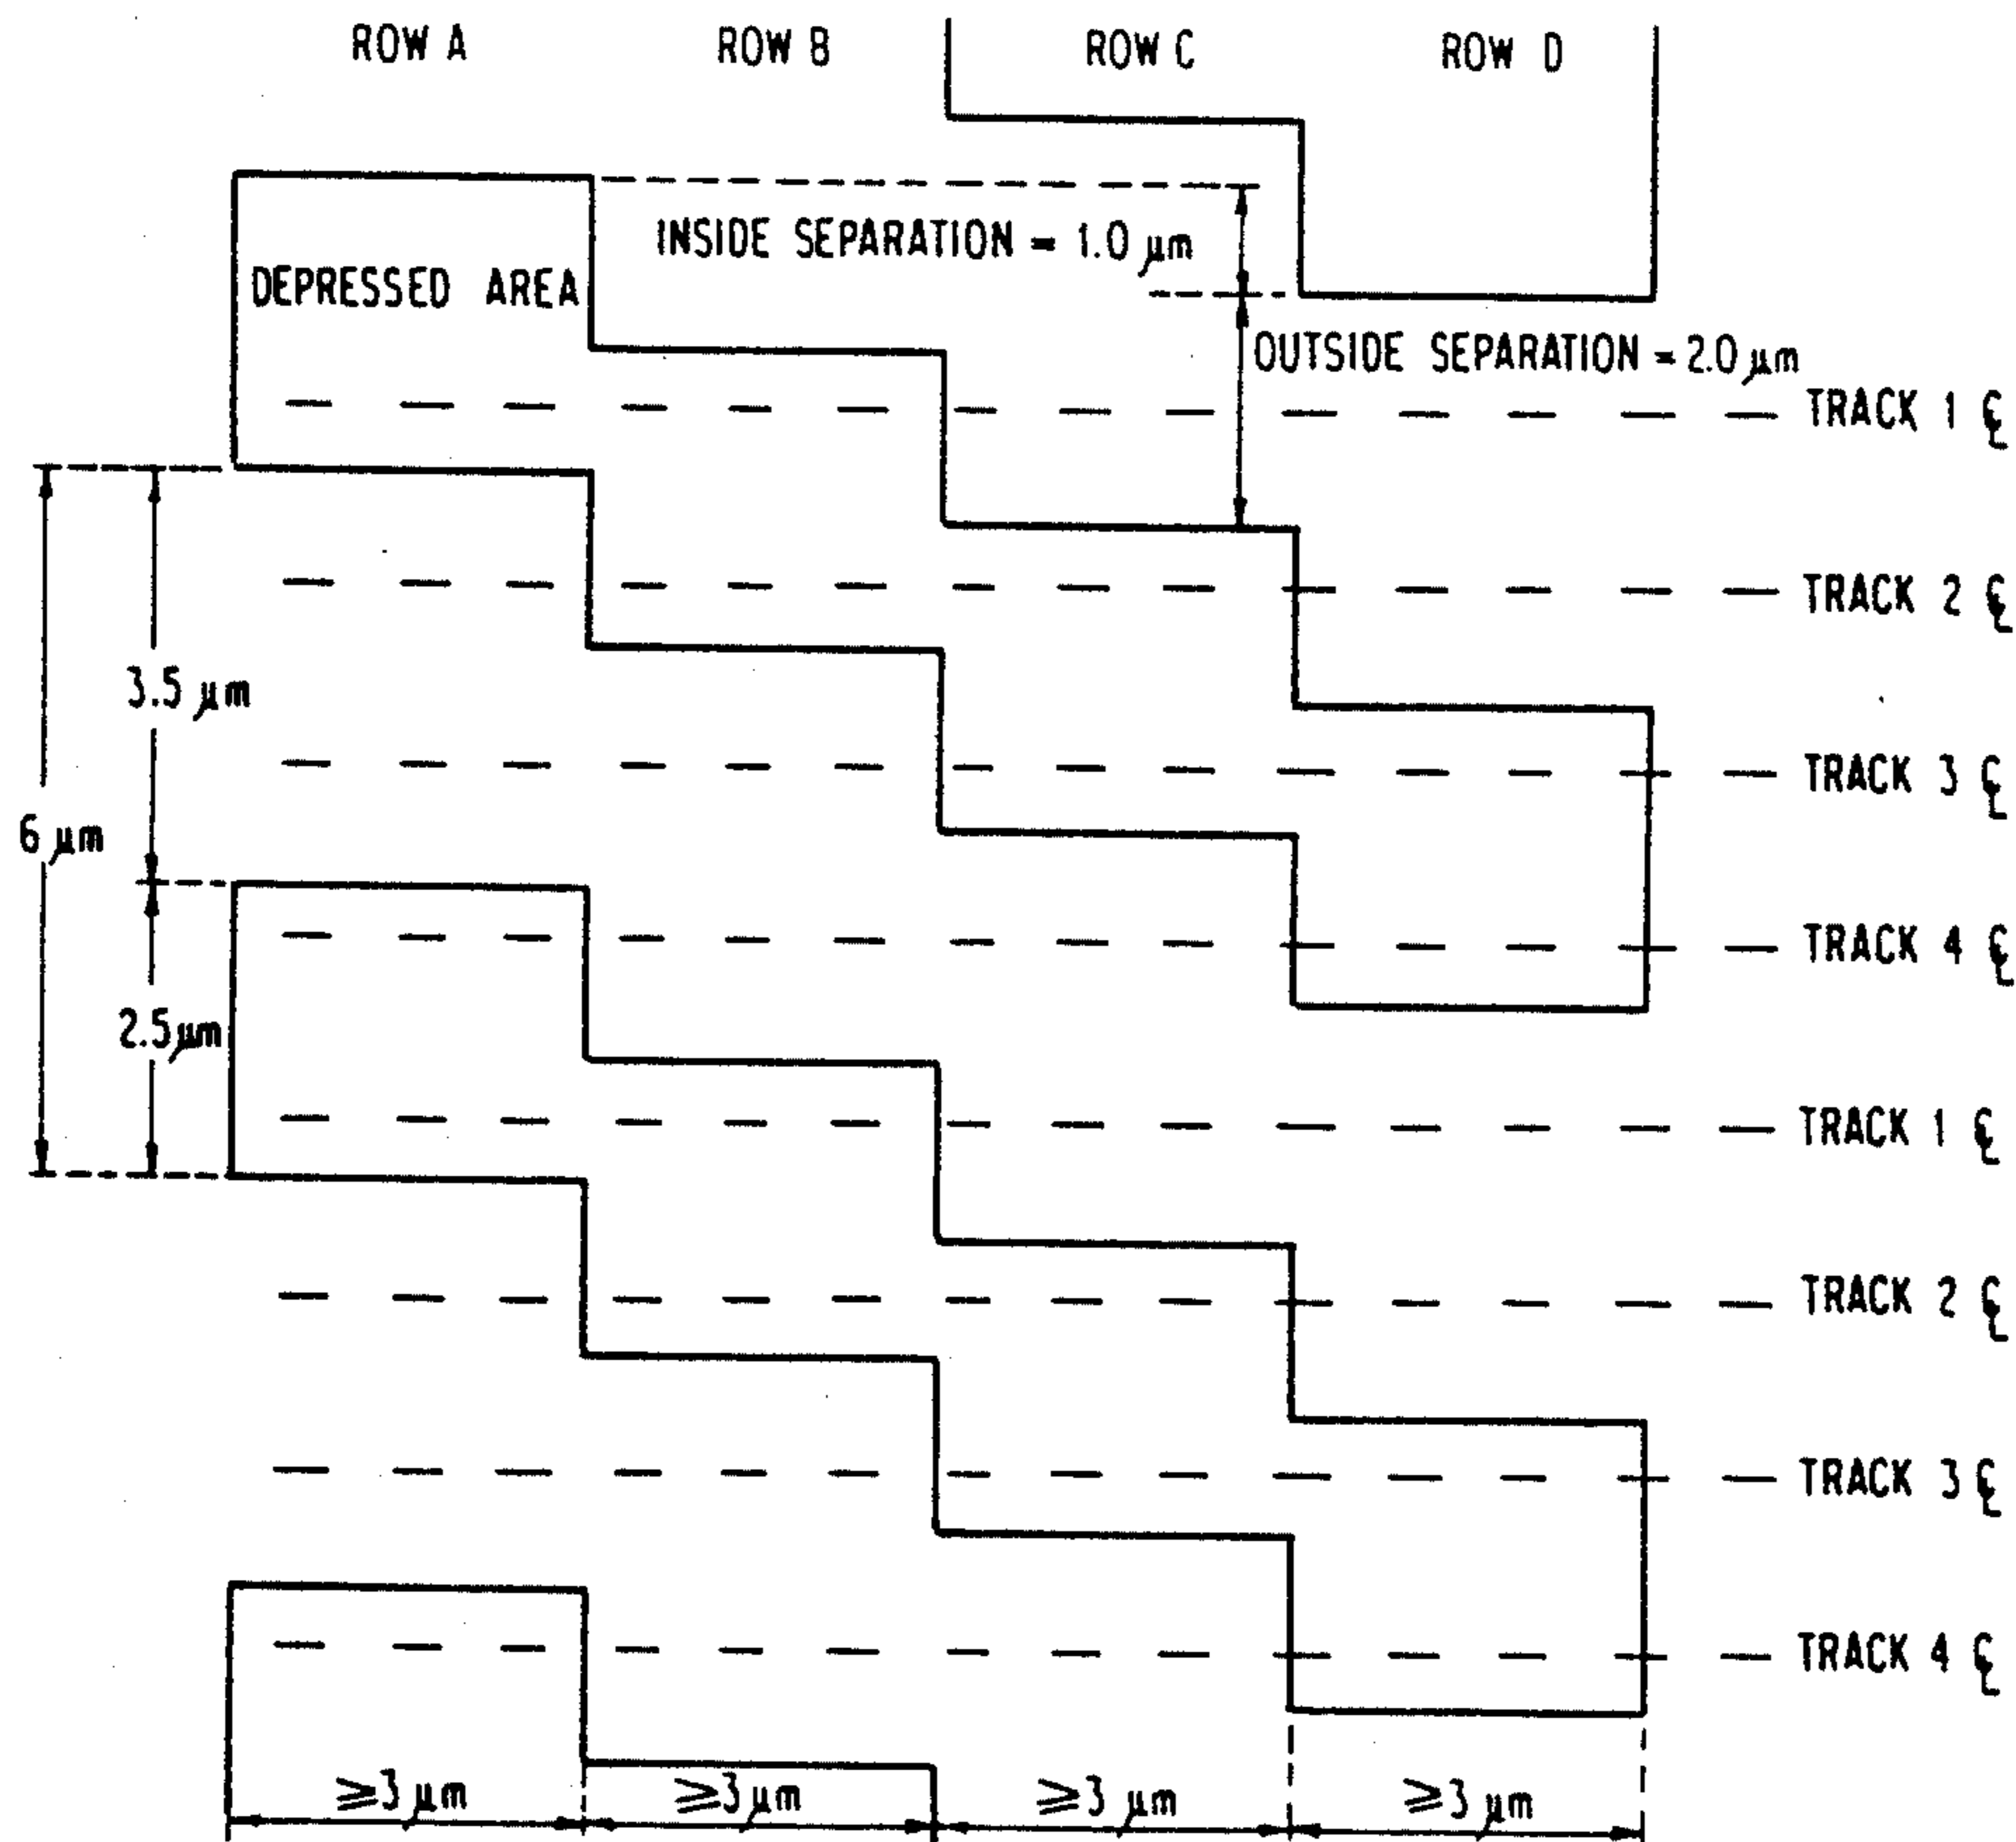 ROW A ROW B ROW C ROW D
INSIDE SEPARATION = 1.0 µm
DEPRESSED AREA
OUTSIDE SEPARATION = 2.0 µm
TRACK 1 ℄
TRACK 2 ℄
3.5 µm
TRACK 3 ℄
6 µm
TRACK 4 ℄
2.5 µm
TRACK 1 ℄
TRACK 2 ℄
TRACK 3 ℄
TRACK 4 ℄
≥3 µm ≥3 µm ≥3 µm ≥3 µm